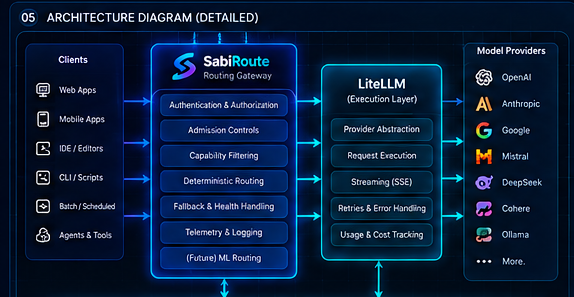 05 ARCHITECTURE DIAGRAM (DETAILED)
Clients
Web Apps
Mobile Apps
IDE / Editors
CLI / Scripts
Batch / Scheduled
Agents & Tools
SabiRoute
Routing Gateway
Authentication & Authorization
Admission Controls
Capability Filtering
Deterministic Routing
Fallback & Health Handling
Telemetry & Logging
(Future) ML Routing
LiteLLM
(Execution Layer)
Provider Abstraction
Request Execution
Streaming (SSE)
Retries & Error Handling
Usage & Cost Tracking
Model Providers
OpenAI
Anthropic
Google
Mistral
DeepSeek
Cohere
Ollama
More.